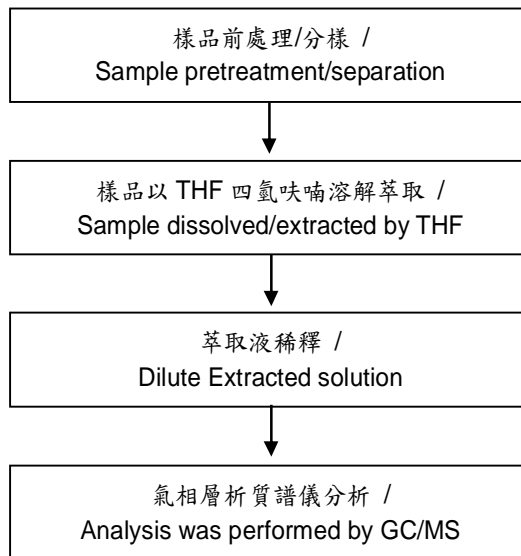 樣品前處理/分樣 /
Sample pretreatment/separation
樣品以 THF 四氫呋喃溶解萃取 /
Sample dissolved/extracted by THF
萃取液稀釋 /
Dilute Extracted solution
氣相層析質譜儀分析 /
Analysis was performed by GC/MS